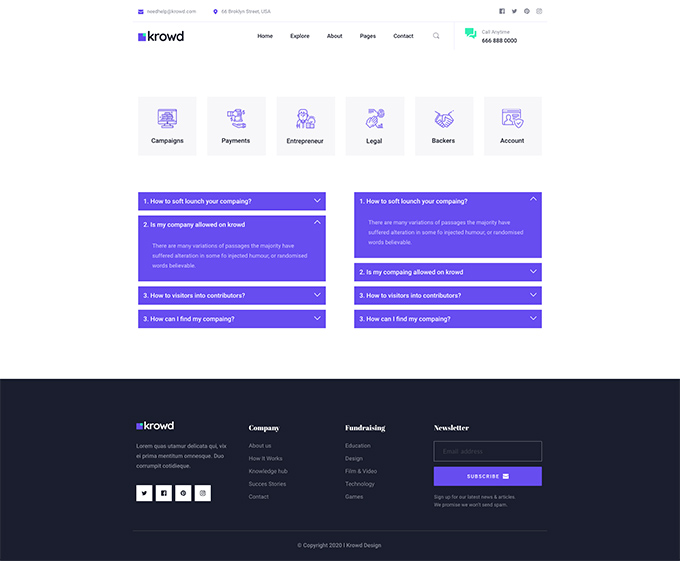 needhelp@krowd.com
66 Broklyn Street, USA
krowd
Home Explore About Pages Contact
Call Anytime
666 888 0000
Campaigns
Payments
Entrepreneur
Legal
Backers
Account
1. How to soft lounch your compaing?
2. Is my company allowed on krowd
There are many variations of passages the majority have
suffered alteration in some fo injected humour, or randomised
words believable.
3. How to visitors into contributors?
3. How can I find my compaing?
1. How to soft lounch your compaing?
There are many variations of passages the majority have
suffered alteration in some fo injected humour, or randomised
words believable.
2. Is my compaing allowed on krowd
3. How to visitors into contributors?
3. How can I find my compaing?
krowd
Lorem quas utamur delicata qui, vix
ei prima mentitum omnesque. Duo
corrumpit cotidieque.
Company
About us
How It Works
Knowledge hub
Succes Stories
Contact
Fundraising
Education
Design
Film & Video
Technology
Games
Newsletter
Email address
SUBSCRIBE
Sign up for our latest news & articles.
We promise we won't send spam.
© Copyright 2020 | Krowd Design